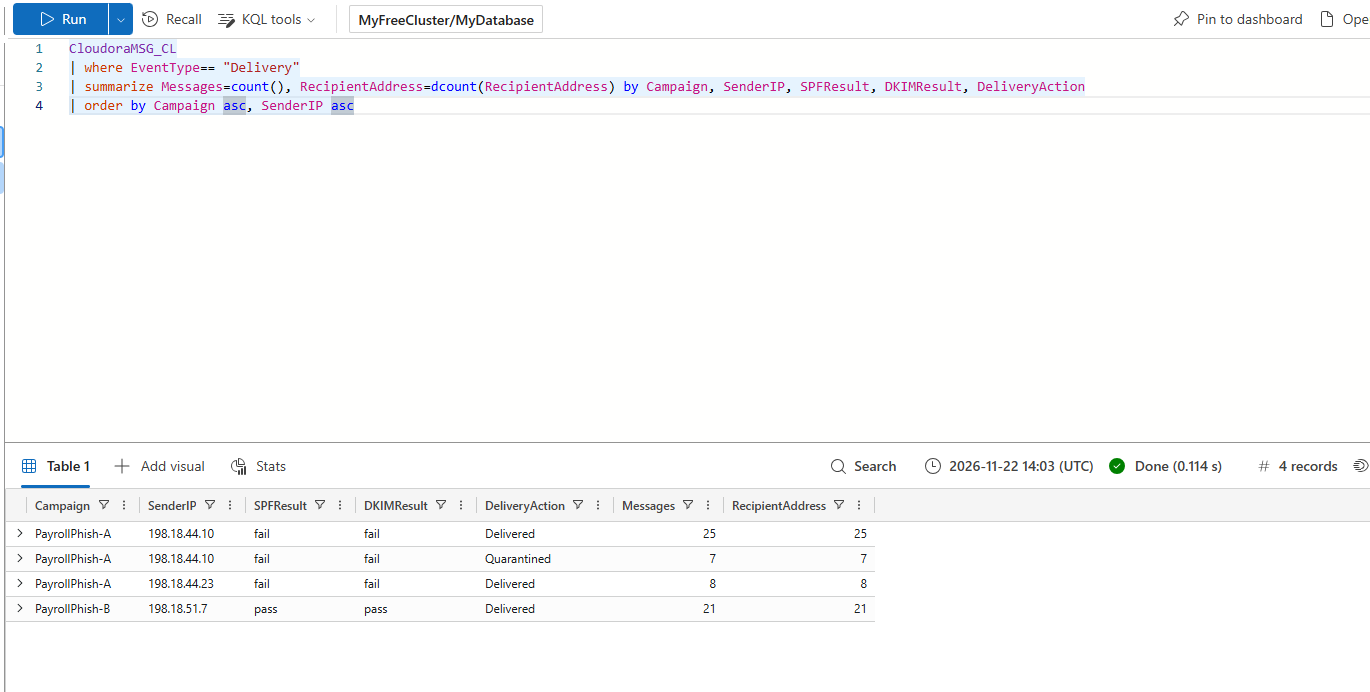 Run Recall KQL tools MyFreeCluster/MyDatabase Pin to dashboard Ope
1 CloudoraMSG_CL
2 | where EventType== "Delivery"
3 | summarize Messages=count(), RecipientAddress=dcount(RecipientAddress) by Campaign, SenderIP, SPFResult, DKIMResult, DeliveryAction
4 | order by Campaign asc, SenderIP asc
Table 1 Add visual Stats Search 2026-11-22 14:03 (UTC) Done (0.114 s) # 4 records
Campaign SenderIP SPFResult DKIMResult DeliveryAction Messages RecipientAddress
PayrollPhish-A 198.18.44.10 fail fail Delivered 25 25
PayrollPhish-A 198.18.44.10 fail fail Quarantined 7 7
PayrollPhish-A 198.18.44.23 fail fail Delivered 8 8
PayrollPhish-B 198.18.51.7 pass pass Delivered 21 21